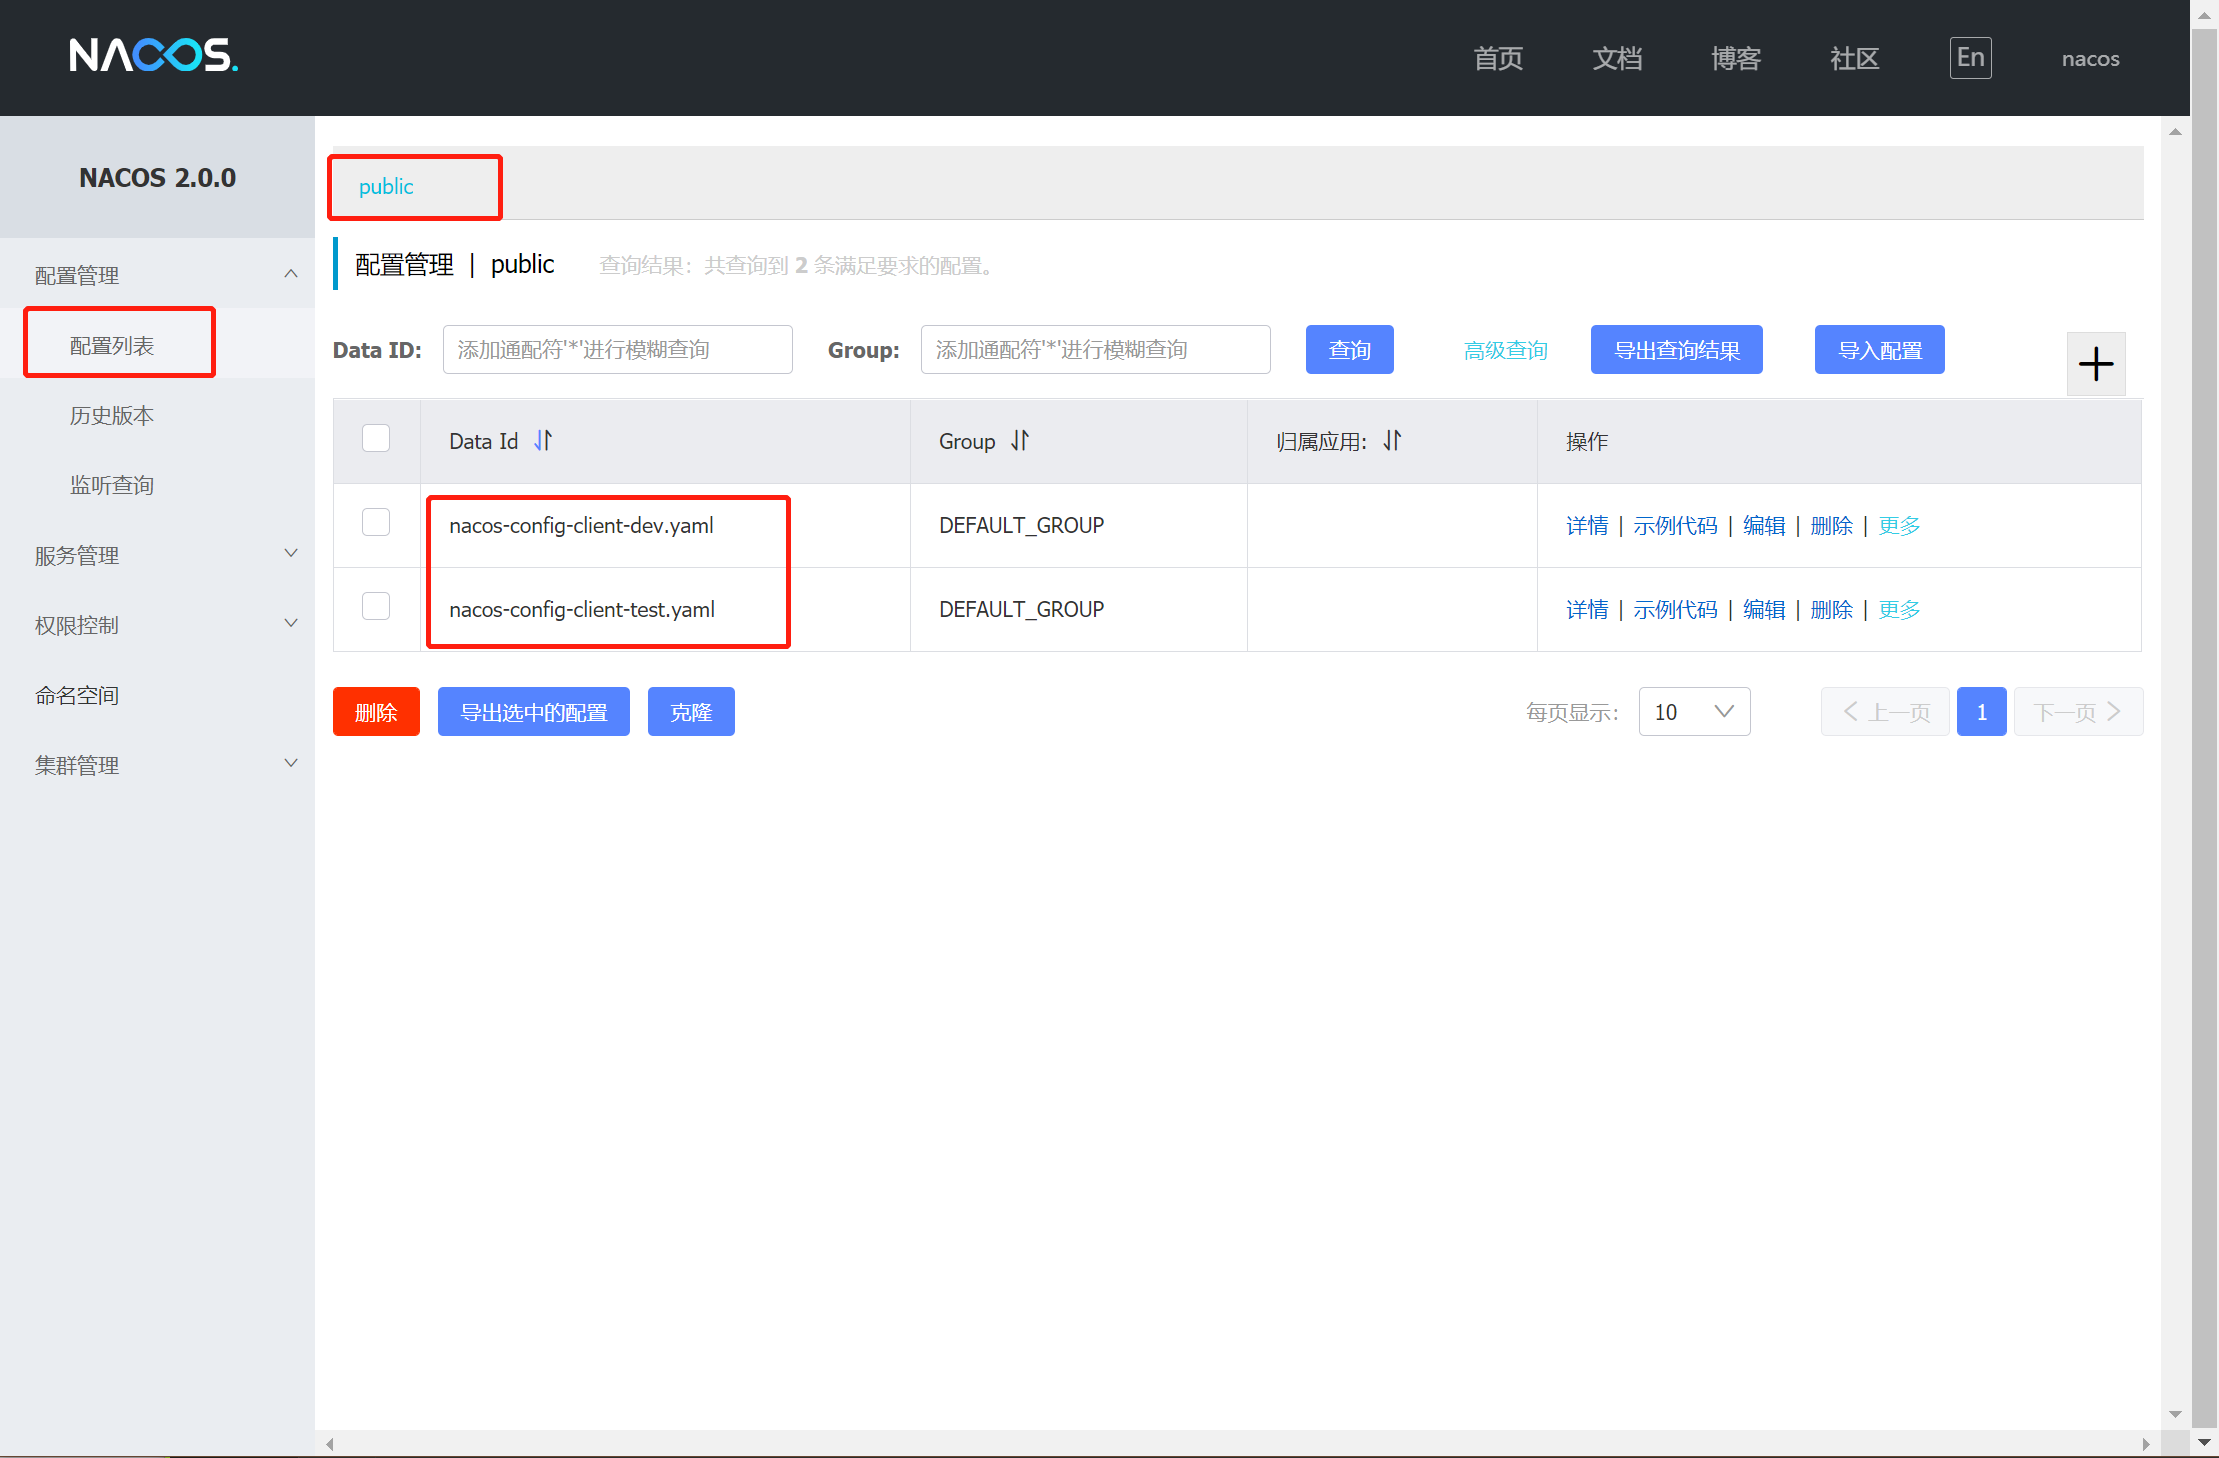 NACOS.
首页 文档 博客 社区 En nacos
NACOS 2.0.0
配置管理
配置列表
历史版本
监听查询
服务管理
权限控制
命名空间
集群管理
public
配置管理 | public 查询结果：共查询到 2 条满足要求的配置。
Data ID: 添加通配符'*'进行模糊查询 Group: 添加通配符'*'进行模糊查询 查询 高级查询 导出查询结果 导入配置
Data Id Group 归属应用: 操作
nacos-config-client-dev.yaml DEFAULT_GROUP 详情 | 示例代码 | 编辑 | 删除 | 更多
nacos-config-client-test.yaml DEFAULT_GROUP 详情 | 示例代码 | 编辑 | 删除 | 更多
删除 导出选中的配置 克隆 每页显示: 10 上一页 1 下一页